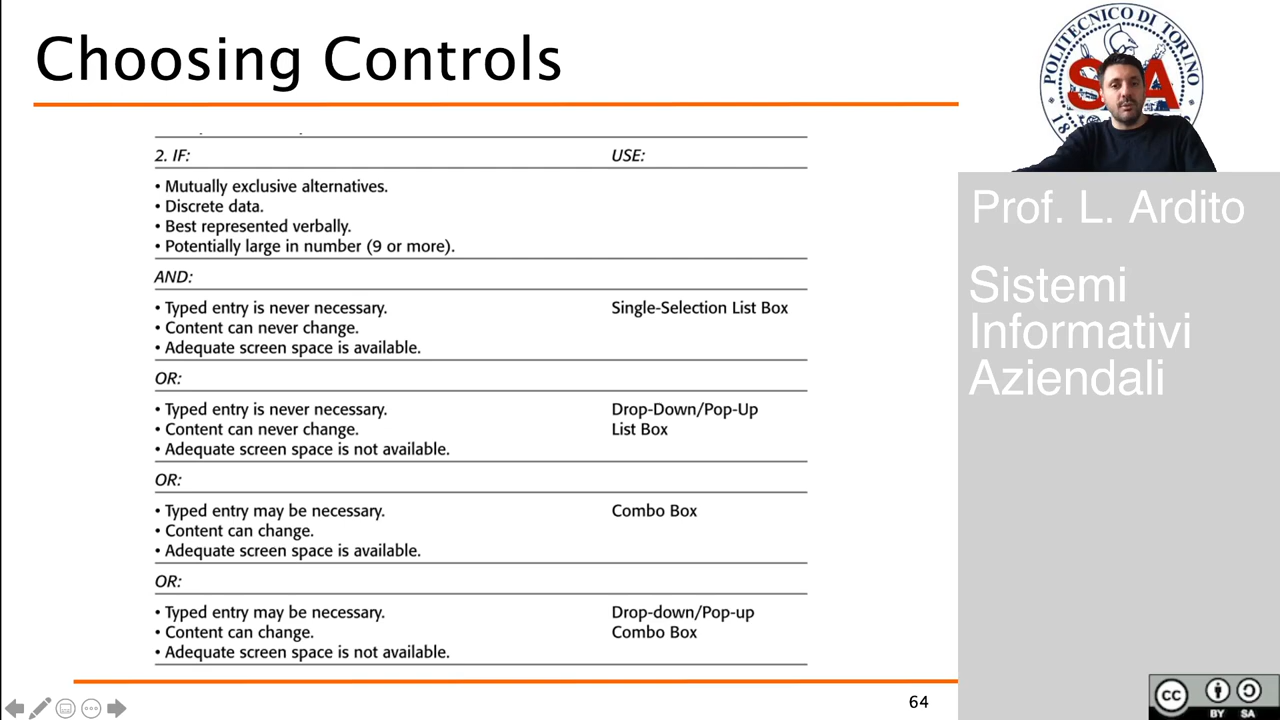 Choosing Controls
2. IF: USE:
• Mutually exclusive alternatives.
• Discrete data.
• Best represented verbally.
• Potentially large in number (9 or more).
AND:
• Typed entry is never necessary. Single-Selection List Box
• Content can never change.
• Adequate screen space is available.
OR:
• Typed entry is never necessary. Drop-Down/Pop-Up
• Content can never change. List Box
• Adequate screen space is not available.
OR:
• Typed entry may be necessary. Combo Box
• Content can change.
• Adequate screen space is available.
OR:
• Typed entry may be necessary. Drop-down/Pop-up
• Content can change. Combo Box
• Adequate screen space is not available.
64
POLITECNICO DI TORINO
Prof. L. Ardito
Sistemi
Informativi
Aziendali
CC
BY SA